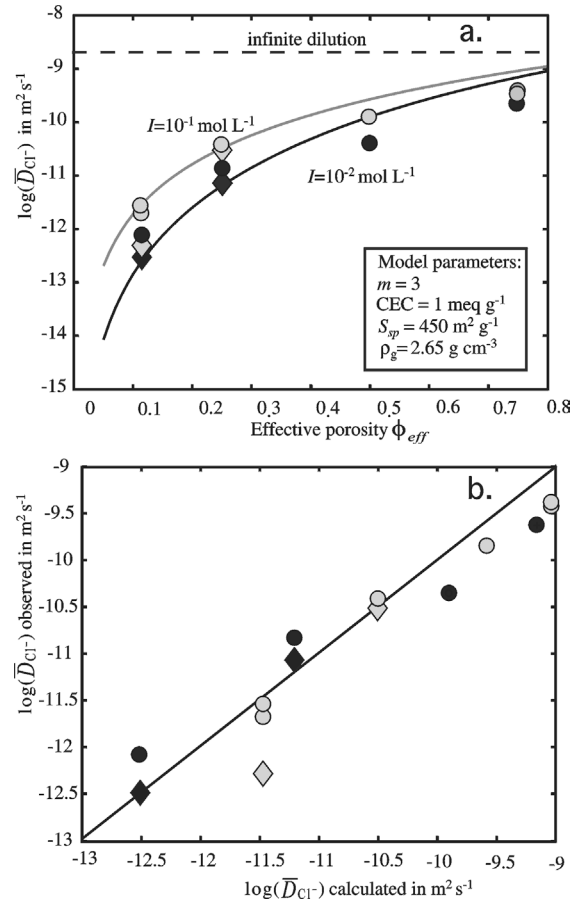 a.
infinite dilution
-8
-9
-10
-11
-12
-13
-14
-15
log(D̅Cl-) in m² s⁻¹
I=10⁻¹ mol L⁻¹
I=10⁻² mol L⁻¹
Model parameters:
m = 3
CEC = 1 meq g⁻¹
Ssp = 450 m² g⁻¹
ρg=2.65 g cm⁻³
0 0.1 0.2 0.3 0.4 0.5 0.6 0.7 0.8
Effective porosity ϕeff
b.
-9
-9.5
-10
-10.5
-11
-11.5
-12
-12.5
-13
log(D̅Cl-) observed in m² s⁻¹
-13 -12.5 -12 -11.5 -11 -10.5 -10 -9.5 -9
log(D̅Cl-) calculated in m² s⁻¹